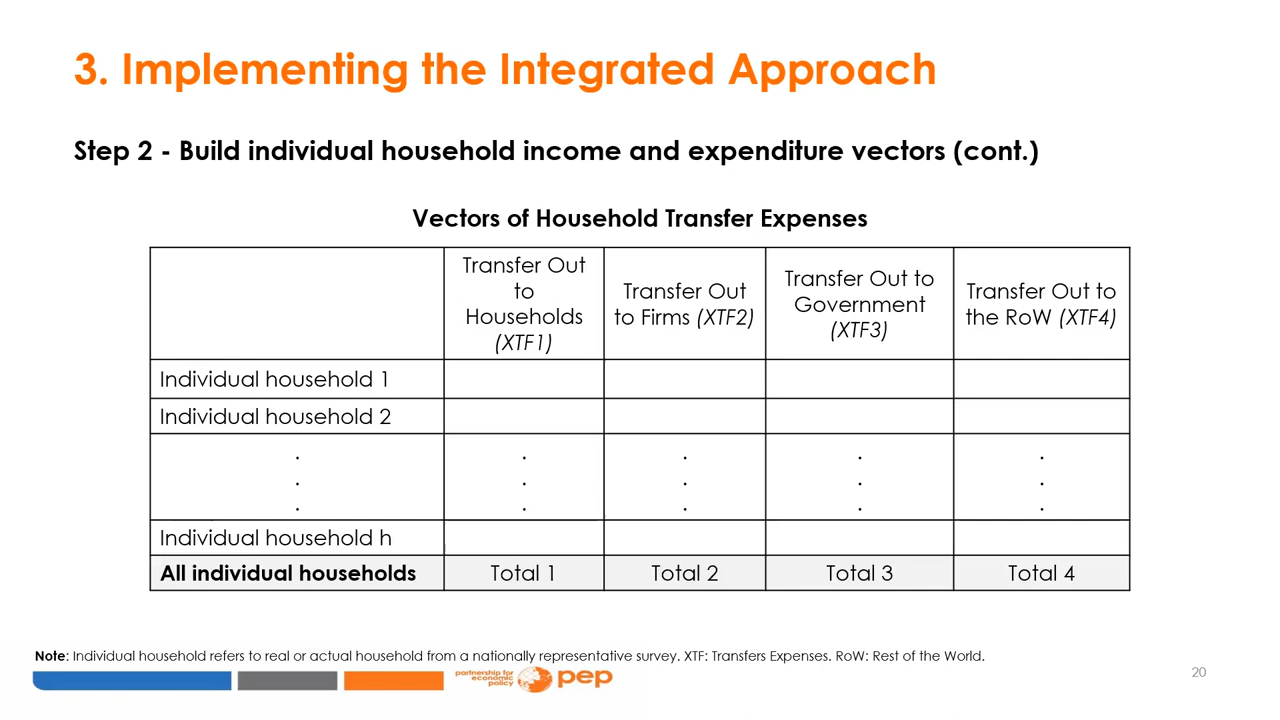 3. Implementing the Integrated Approach
Step 2 - Build individual household income and expenditure vectors (cont.)
Vectors of Household Transfer Expenses
Transfer Out
to
Households
(XTF1)
Transfer Out
to Firms (XTF2)
Transfer Out to
Government
(XTF3)
Transfer Out to
the RoW (XTF4)
Individual household 1
Individual household 2
. . . . .
. . . . .
. . . . .
Individual household h
All individual households Total 1 Total 2 Total 3 Total 4
Note: Individual household refers to real or actual household from a nationally representative survey. XTF: Transfers Expenses. RoW: Rest of the World.
partnership for
economic
policy
pep
20